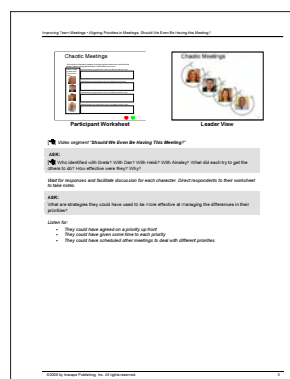 Improving Team Meetings • Aligning Priorities in Meetings: Should We Even Be Having this Meeting?
Chaotic Meetings
Chaotic Meetings
Participant Worksheet
Leader View
Video segment "Should We Even Be Having This Meeting?"
ASK:
Who identified with Greta? With Dan? With Heidi? With Ainsley? What did each try to get the
others to do? How effective were they? Why?
Wait for responses and facilitate discussion for each character. Direct respondents to their worksheet
to take notes.
ASK:
What are strategies they could have used to be more effective at managing the differences in their
priorities?
Listen for:
• They could have agreed on a priority up front
• They could have given some time to each priority
• They could have scheduled other meetings to deal with different priorities
by Inscape Publishing, Inc. All rights reserved.